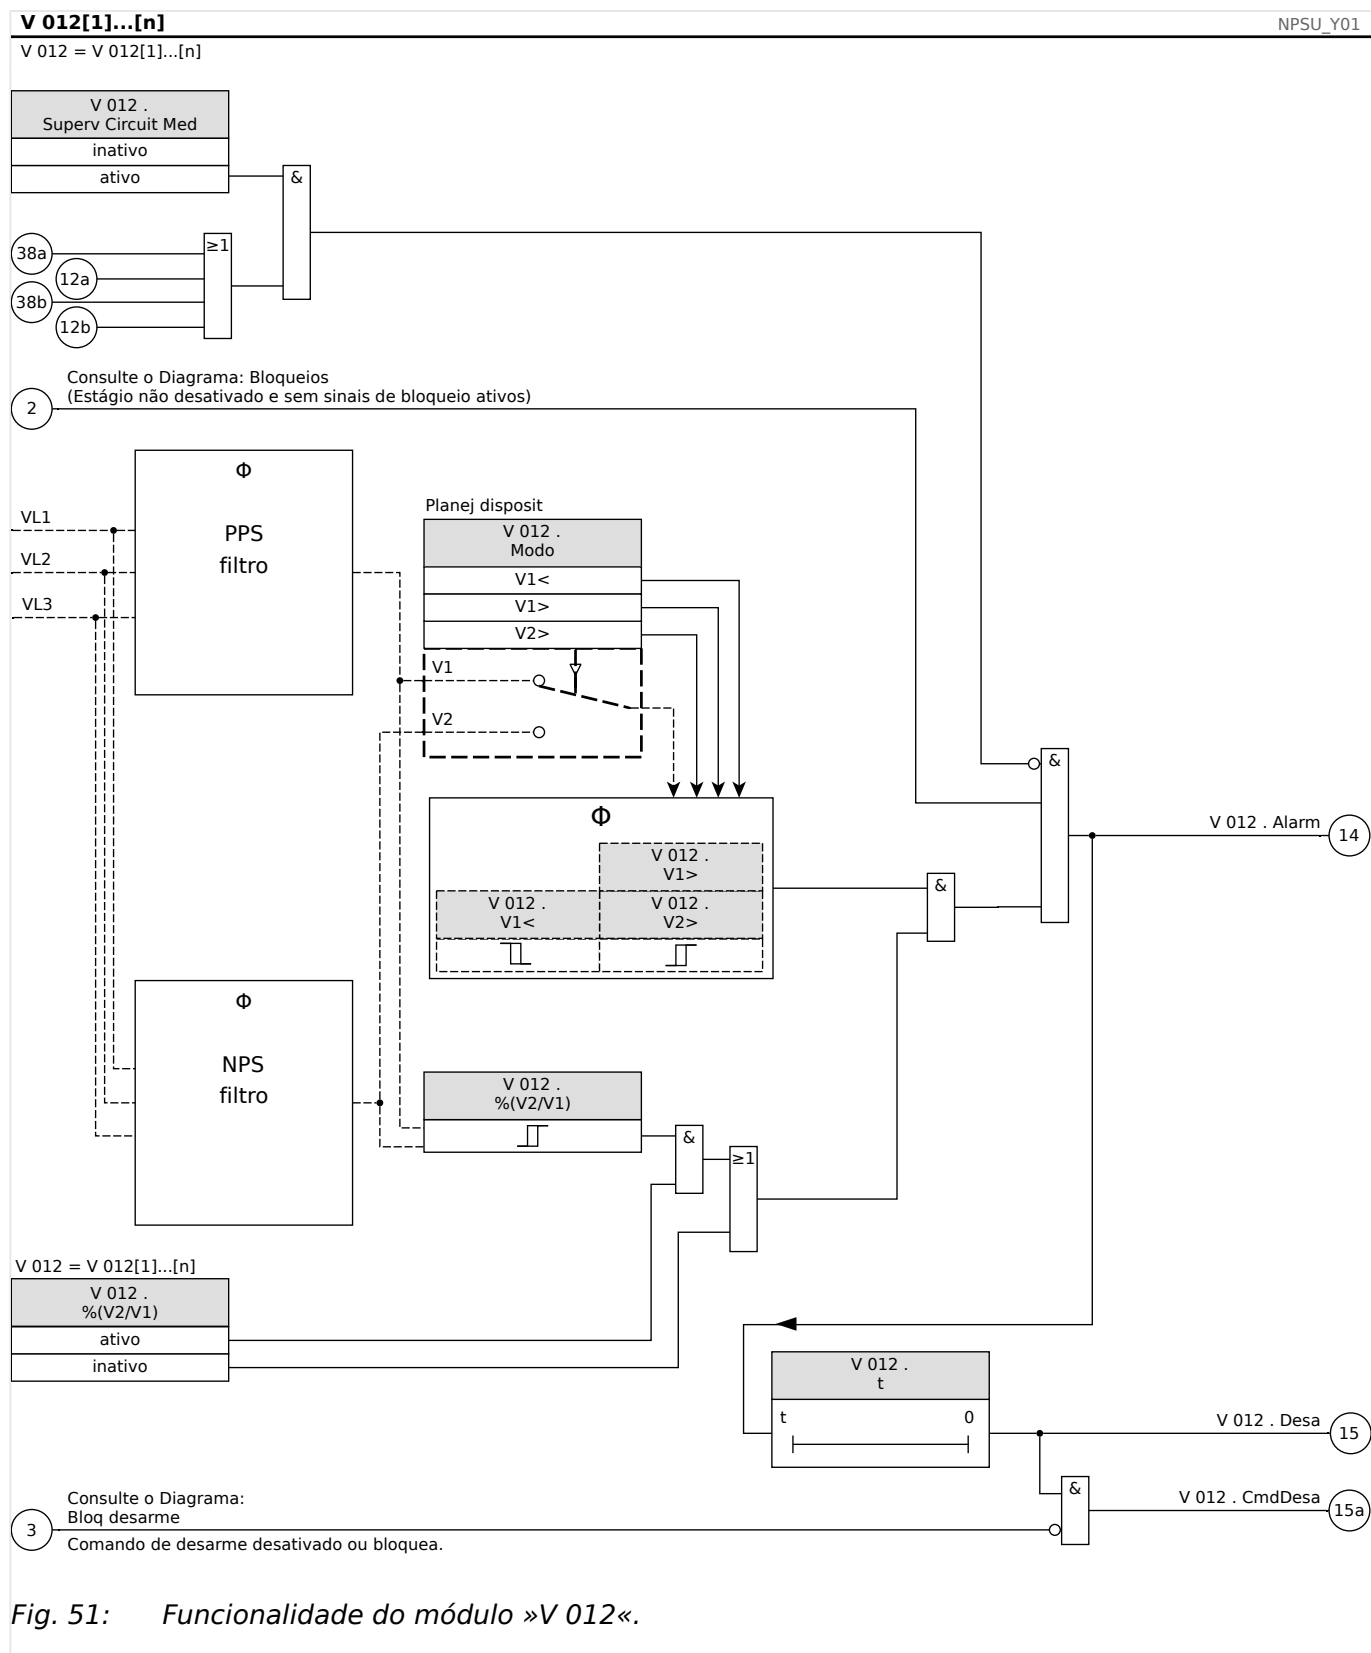 V 012[1]...[n]
NPSU_Y01
V 012 = V 012[1]...[n]
V 012 .
Superv Circuit Med
inativo
ativo
&
≥1
38a
12a
38b
12b
Consulte o Diagrama: Bloqueios
(Estágio não desativado e sem sinais de bloqueio ativos)
2
Φ
PPS
filtro
VL1
VL2
VL3
Planej disposit
V 012 .
Modo
V1<
V1>
V2>
V1
V2
&
V 012 . Alarm
14
Φ
V 012 .
V1>
V 012 .
V1<
V 012 .
V2>
&
Φ
NPS
filtro
V 012 .
%(V2/V1)
&
≥1
V 012 = V 012[1]...[n]
V 012 .
%(V2/V1)
ativo
inativo
V 012 .
t
t
0
V 012 . Desa
15
&
V 012 . CmdDesa
15a
Consulte o Diagrama:
Bloq desarme
3
Comando de desarme desativado ou bloquea.
Fig. 51: Funcionalidade do módulo »V 012«.